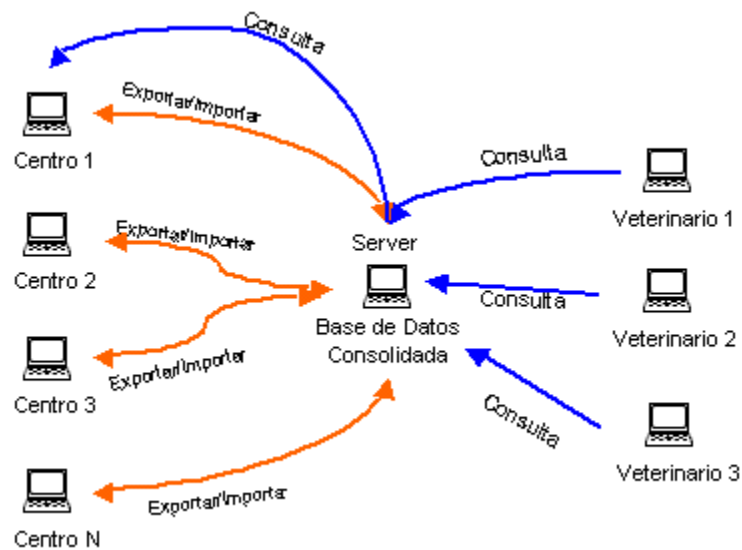 Consulta
Exportar/Importar
Centro 1
Consulta
Veterinario 1
Exportar/Importar
Server
Centro 2
Consulta
Base de Datos
Consolidada
Veterinario 2
Exportar/Importar
Centro 3
Consulta
Veterinario 3
Exportar/Importar
Centro N